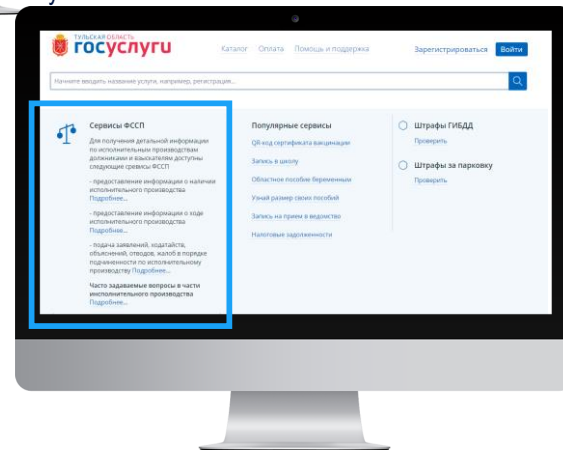 ТУЛЬСКАЯ ОБЛАСТЬ
госуслуги
Каталог Оплата Помощь и поддержка
Зарегистрироваться Войти
Начните вводить название услуги, например, регистрация...
Сервисы ФССП
Для получения детальной информации
по исполнительным производствам
должниками и взыскателям доступны
следующие сревисы ФССП
- предоставление информации о наличии
исполнительного производства
Подробнее...
- предоставление информации о ходе
исполнительного производства
Подробнее...
- подача заявлений, ходатайств,
объяснений, отводов, жалоб в порядке
подчиненности по исполнительному
производству Подробнее...
Часто задаваемые вопросы в части
инсполнительного производства
Подробнее...
Популярные сервисы
QR-код сертификата вакцинации
Запись в школу
Областное пособие беременным
Узнай размер своих пособий
Запись на прием в ведомство
Налоговые задолженности
Штрафы ГИБДД
Проверить
Штрафы за парковку
Проверить